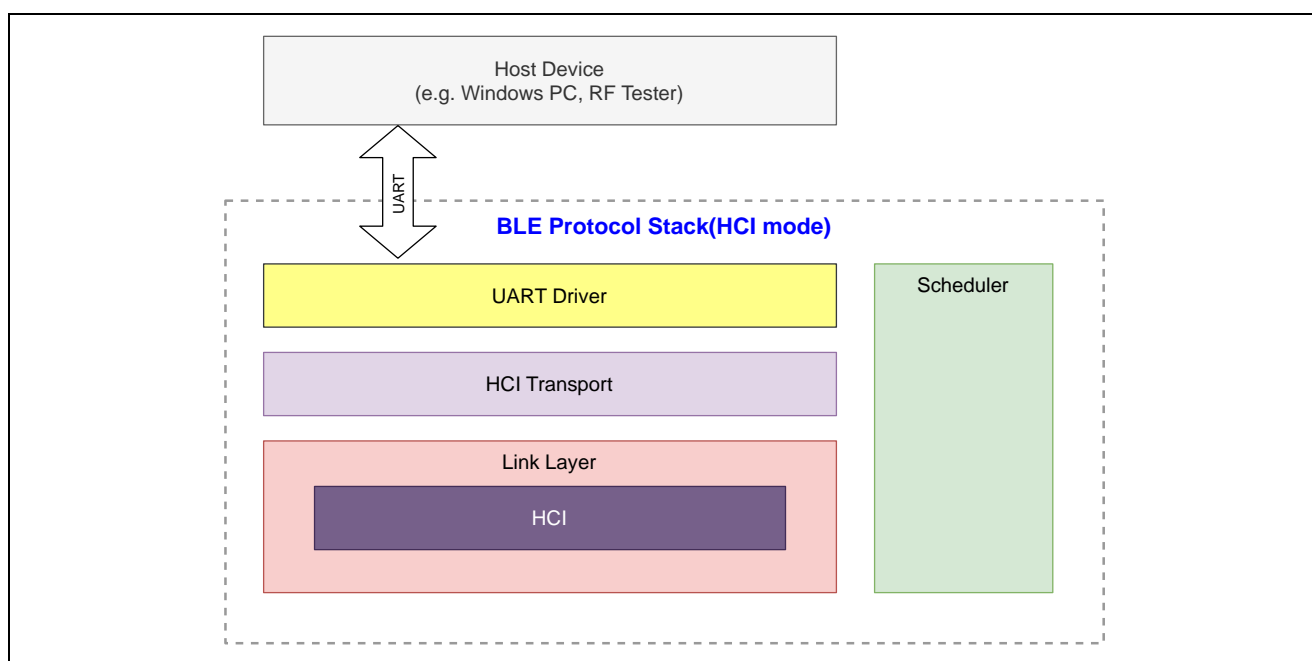 Host Device
(e.g. Windows PC, RF Tester)
UART
BLE Protocol Stack(HCI mode)
UART Driver
Scheduler
HCI Transport
Link Layer
HCI